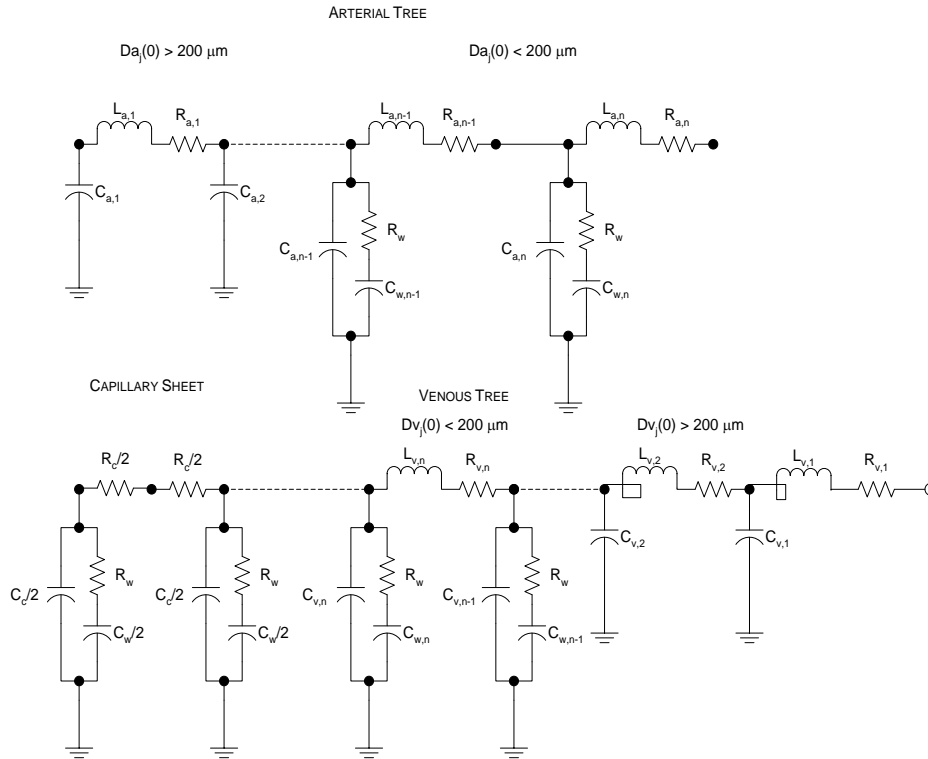 ARTERIAL TREE
Da_j(0) > 200 μm
Da_j(0) < 200 μm
L_a,1
R_a,1
L_a,n-1
R_a,n-1
L_a,n
R_a,n
C_a,1
C_a,2
C_a,n-1
R_w
C_w,n-1
C_a,n
R_w
C_w,n
CAPILLARY SHEET
VENOUS TREE
Dv_j(0) < 200 μm
Dv_j(0) > 200 μm
R_c/2
R_c/2
L_v,n
R_v,n
L_v,2
R_v,2
L_v,1
R_v,1
C_c/2
R_w
C_w/2
C_c/2
R_w
C_w/2
C_v,n
R_w
C_w,n
C_v,n-1
R_w
C_w,n-1
C_v,2
C_v,1